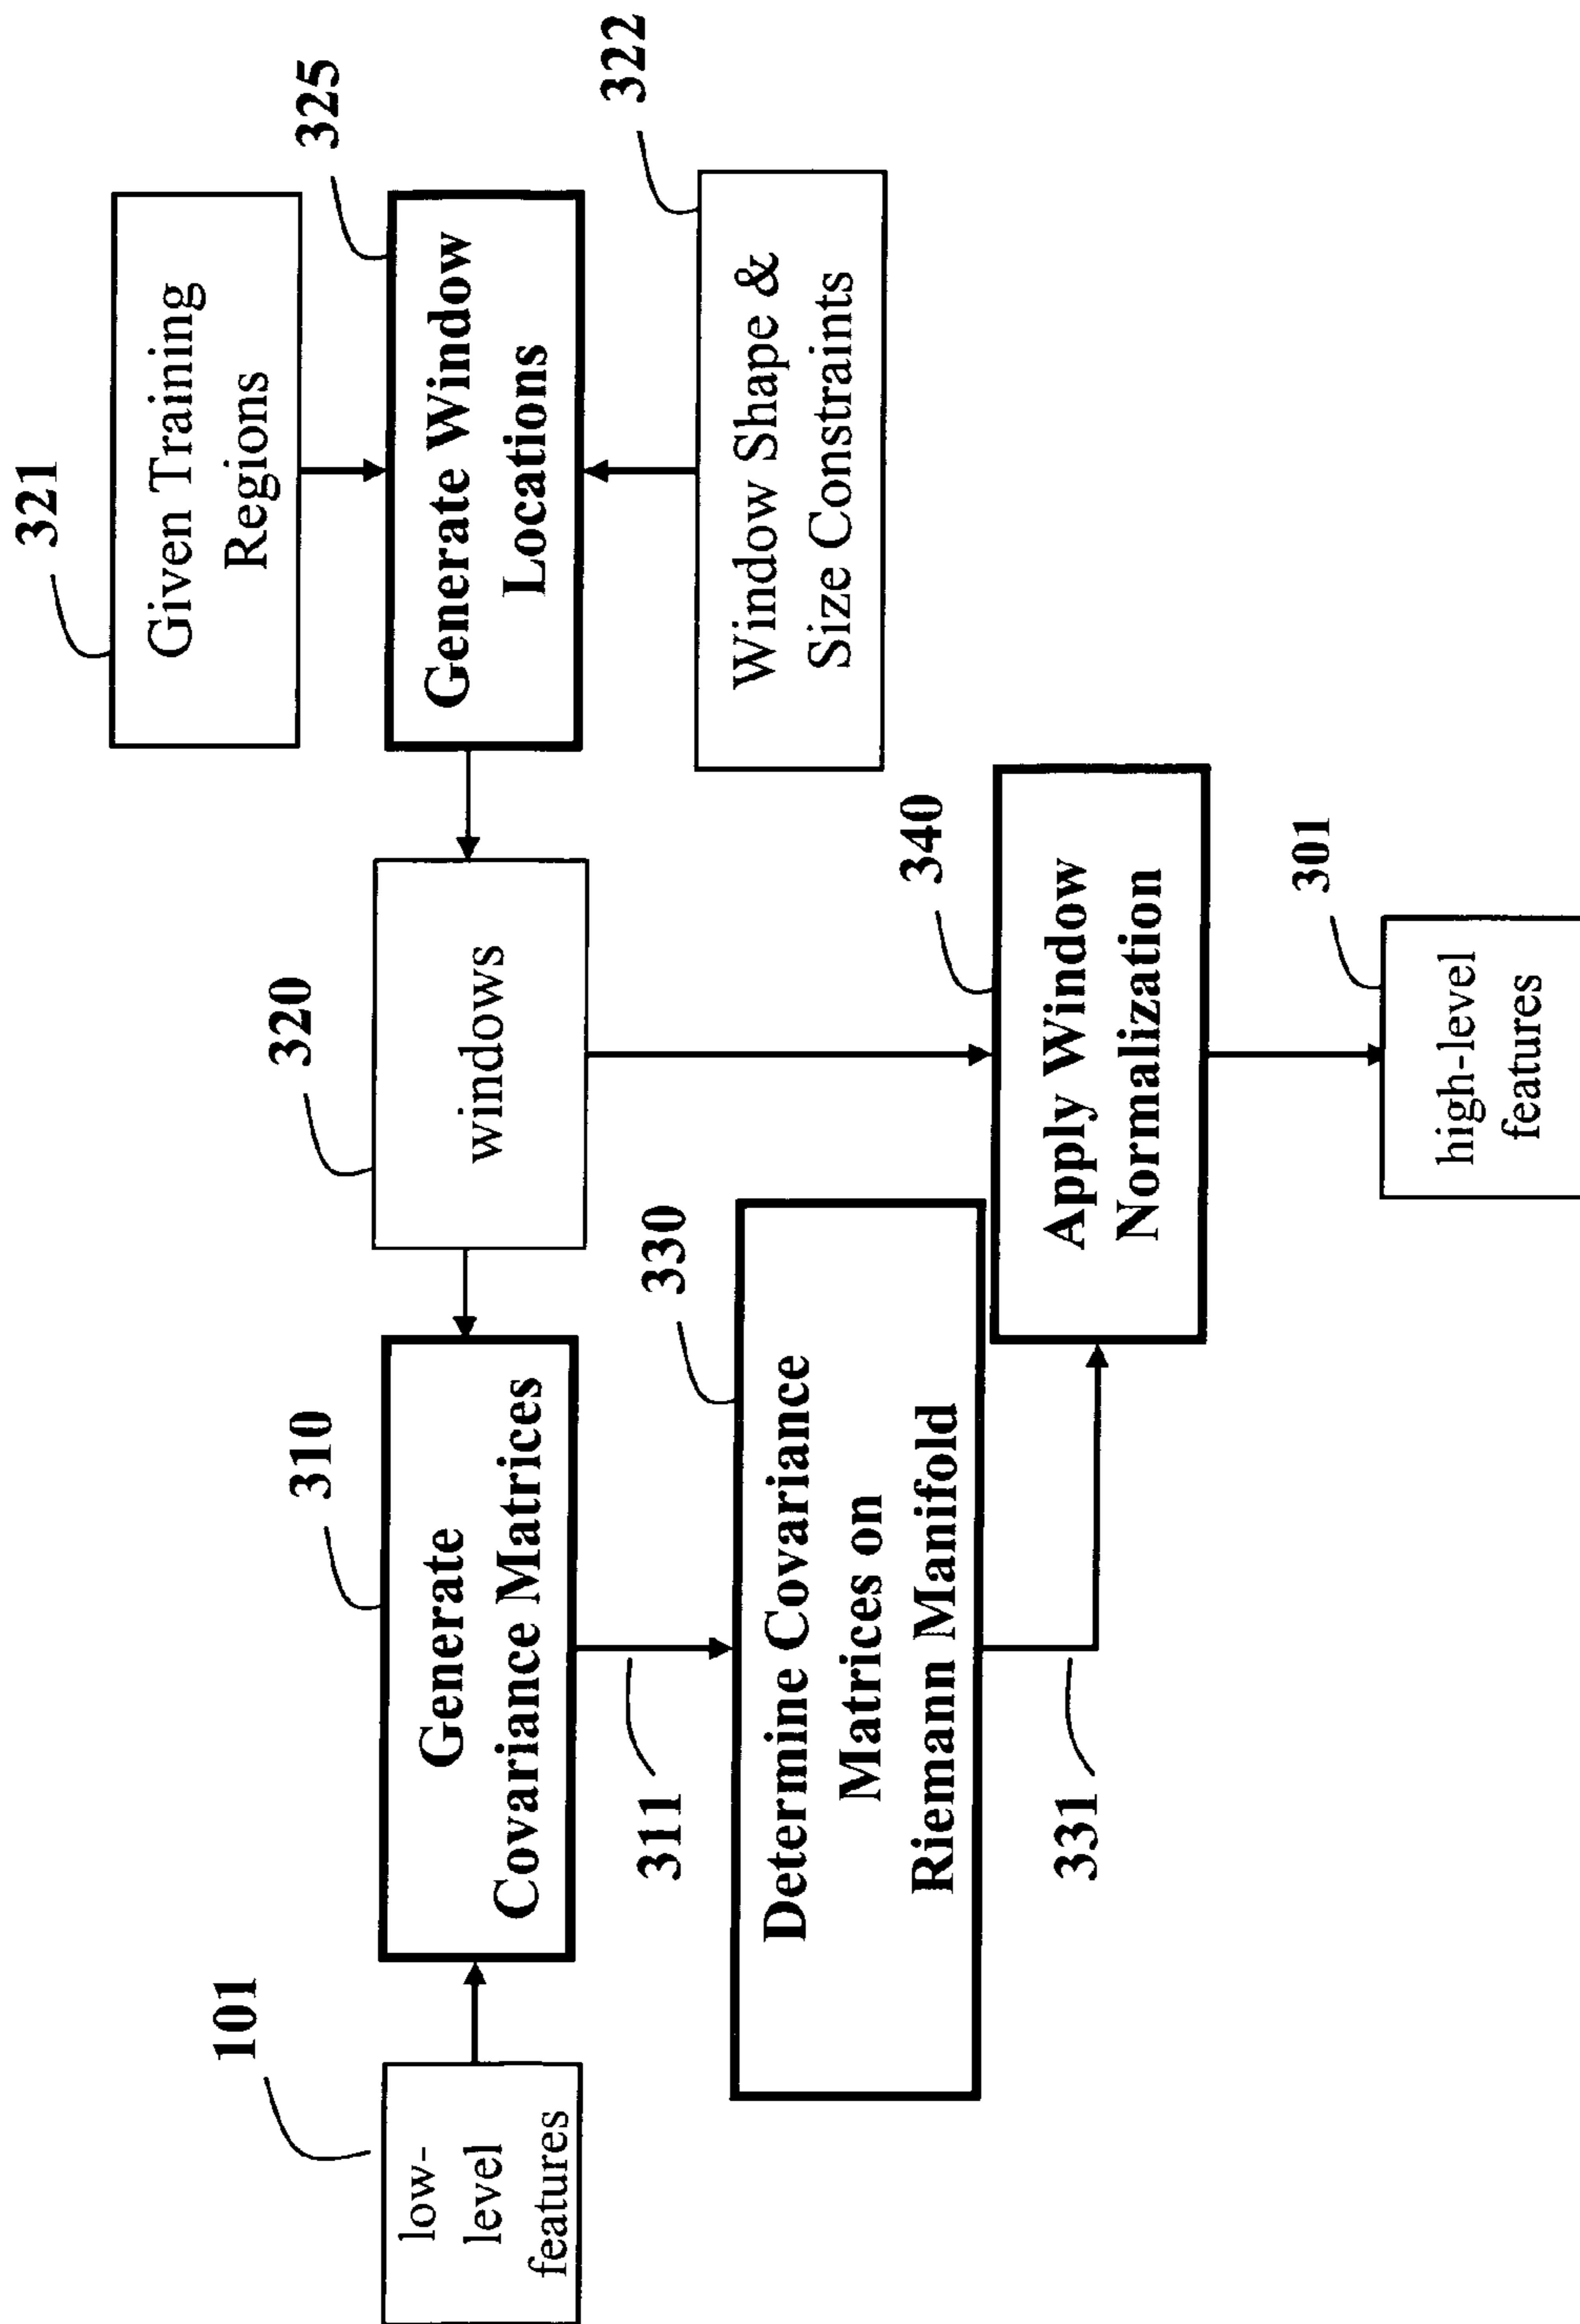 101
low-
level
features
310
Generate
Covariance Matrices
311
330
Determine Covariance
Matrices on
Riemann Manifold
331
320
windows
321
Given Training
Regions
325
Generate Window
Locations
322
Window Shape &
Size Constraints
340
Apply Window
Normalization
301
high-level
features